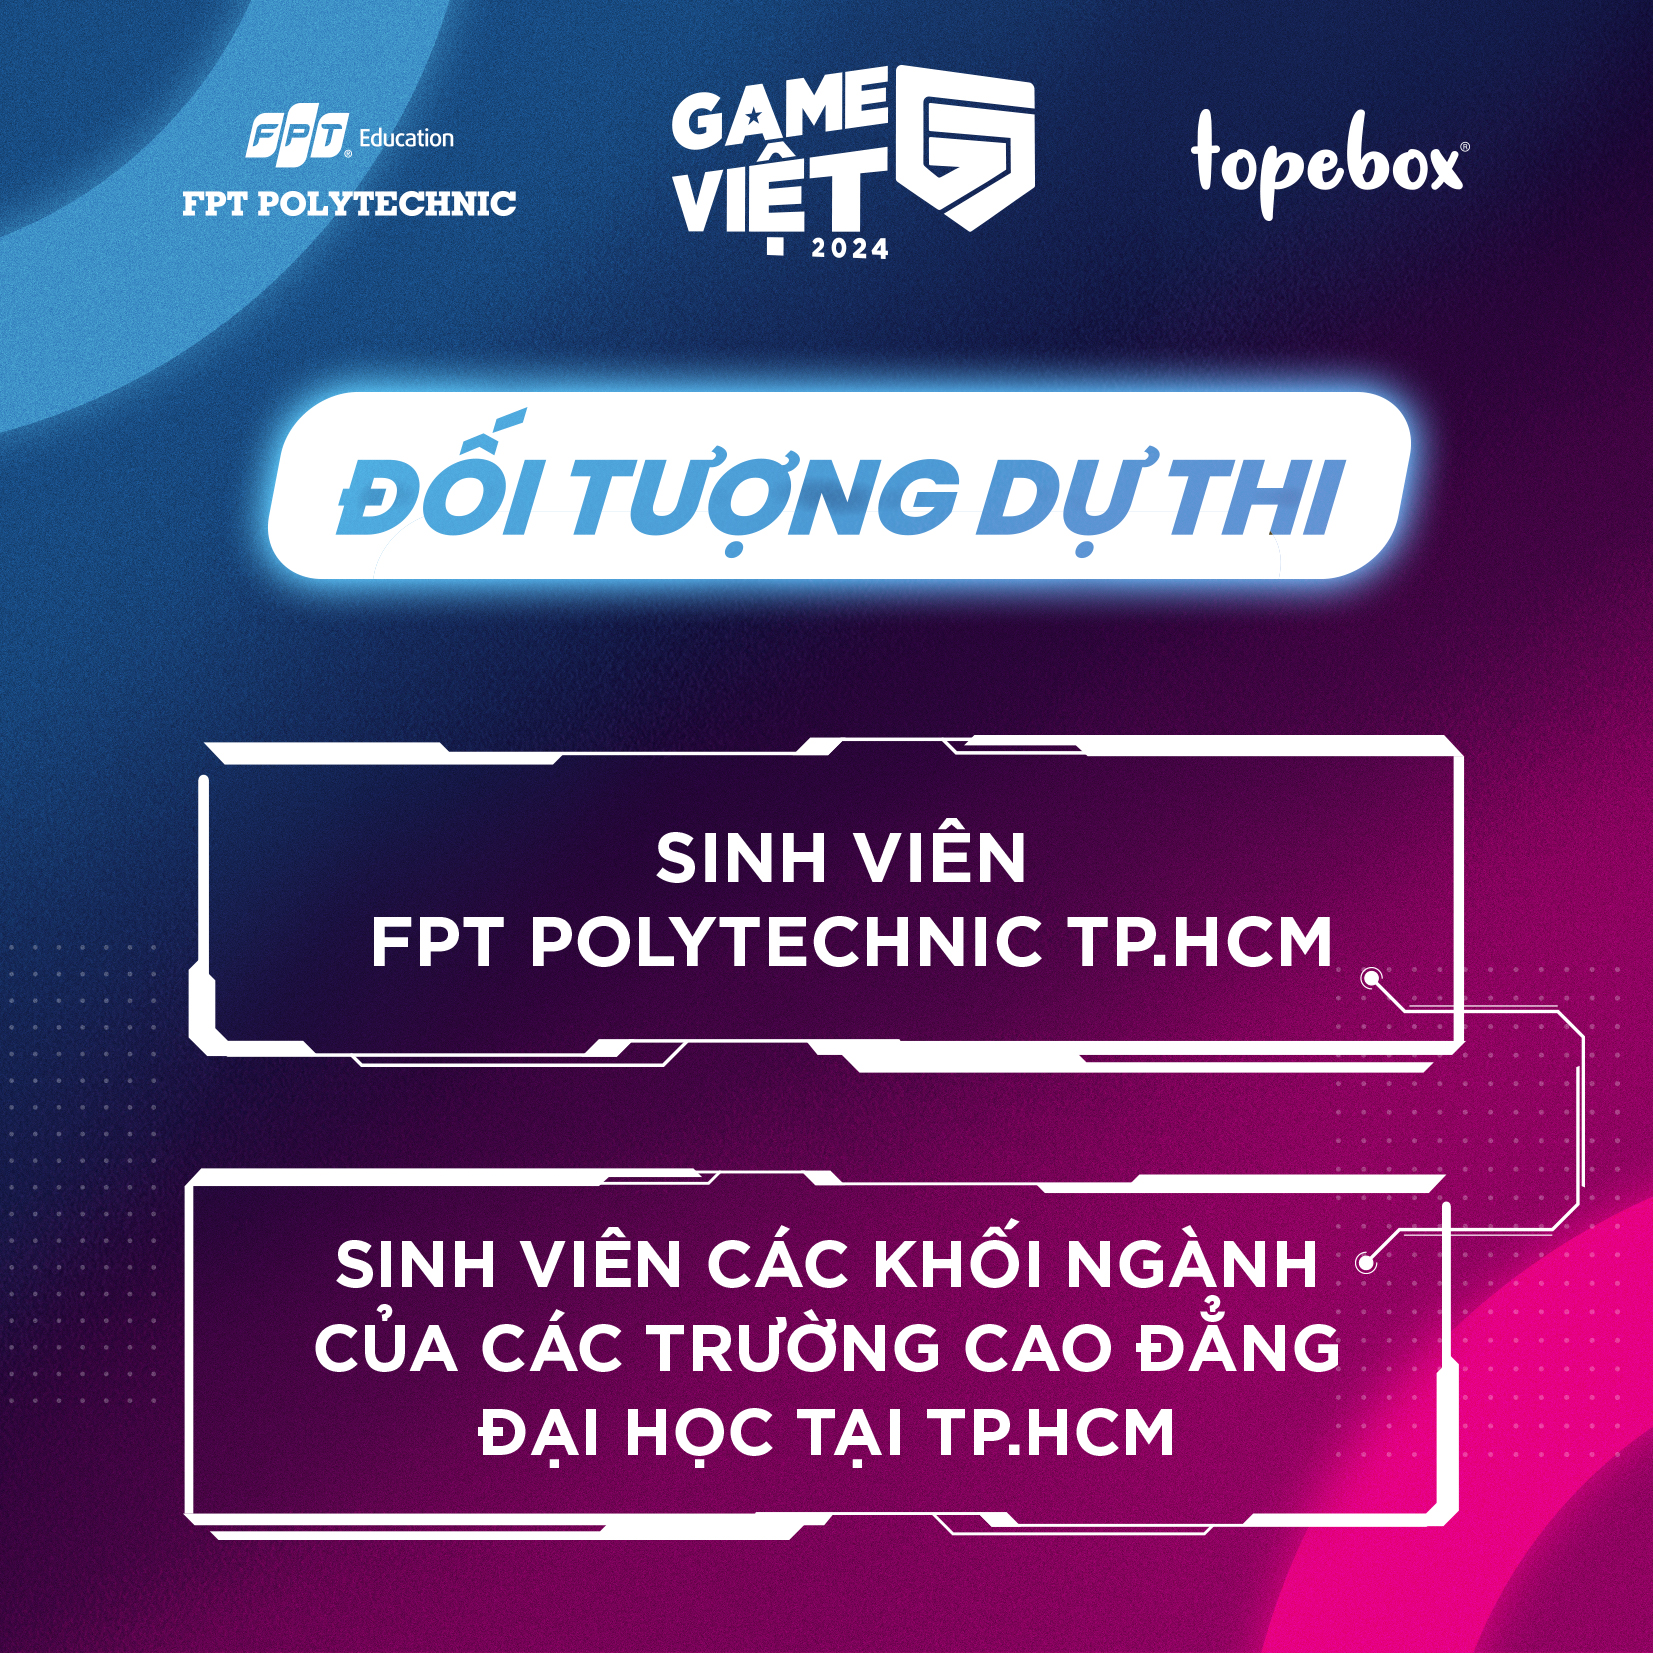 FPT Education
FPT POLYTECHNIC
GAME
VIỆT
2024
topebox
ĐỐI TƯỢNG DỰ THI
SINH VIÊN
FPT POLYTECHNIC TP.HCM
SINH VIÊN CÁC KHỐI NGÀNH
CỦA CÁC TRƯỜNG CAO ĐẲNG
ĐẠI HỌC TẠI TP.HCM